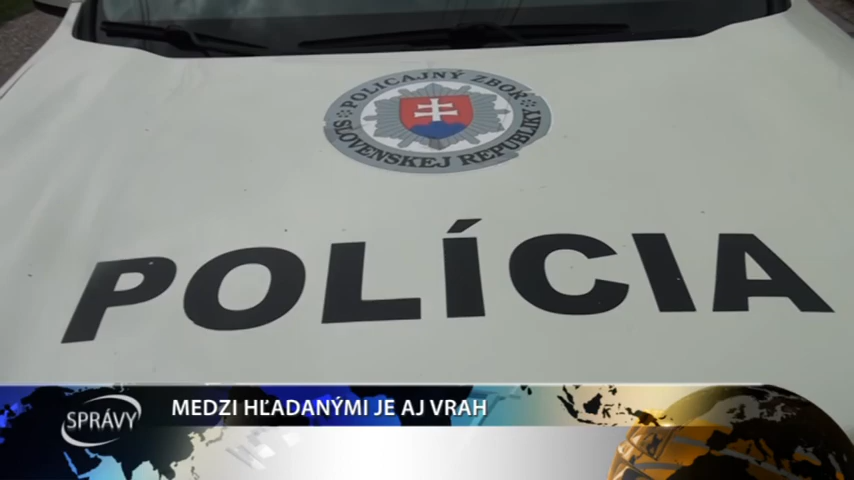 POLICAJNÝ ZBOR
SLOVENSKEJ REPUBLIKY
POLÍCIA
SPRÁVY
MEDZI HĽADANÝMI JE AJ VRAH